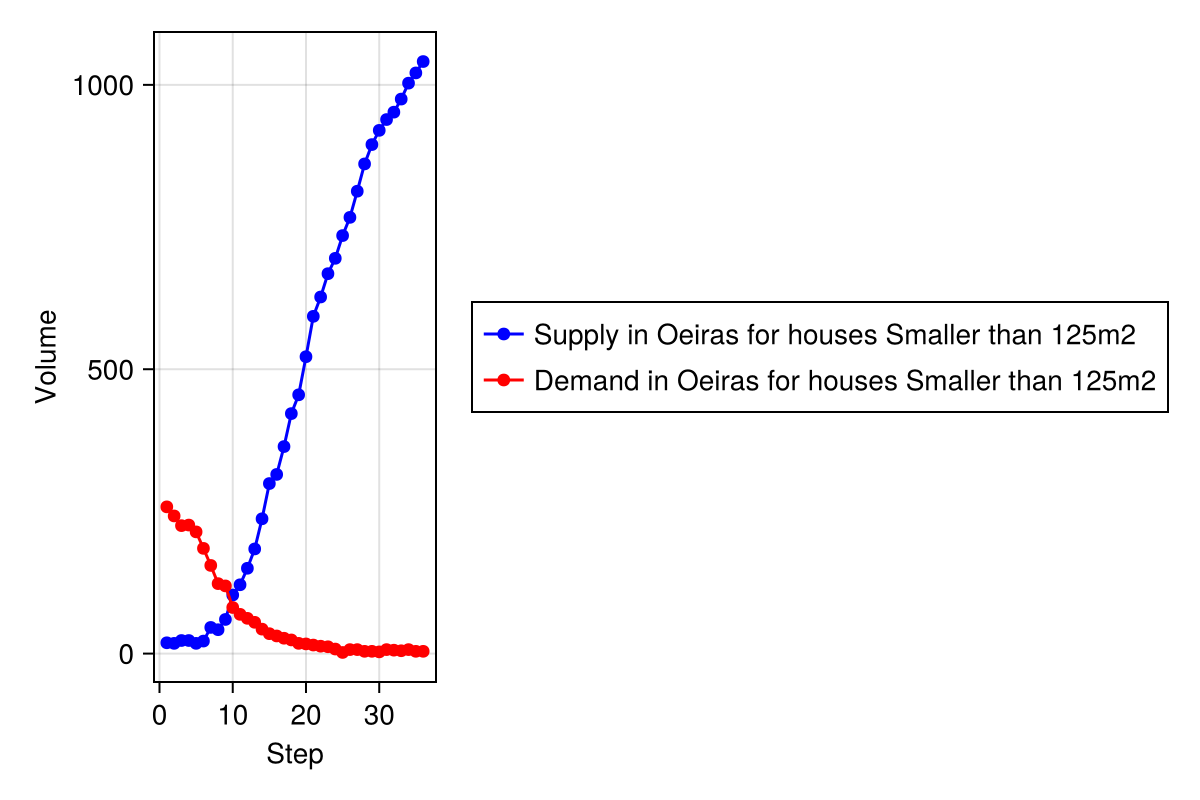 1000
500
0
Volume
0 10 20 30
Step
Supply in Oeiras for houses Smaller than 125m2
Demand in Oeiras for houses Smaller than 125m2